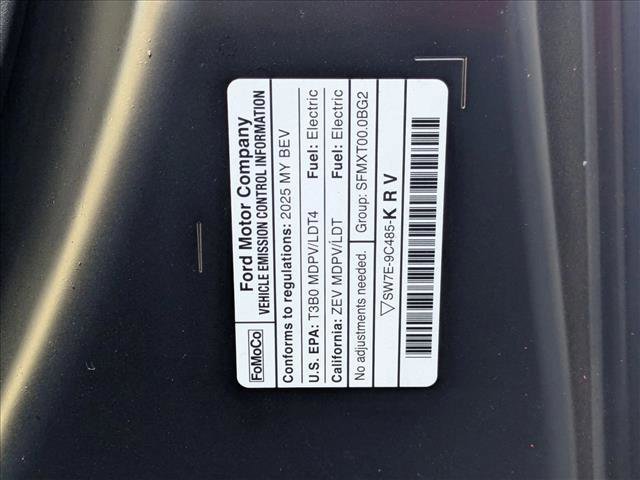 Ford Motor Company
VEHICLE EMISSION CONTROL INFORMATION
FoMoCo
Conforms to regulations: 2025 MY BEV
U.S. EPA: T3B0 MDPV/LDT4 Fuel: Electric
California: ZEV MDPV/LDT Fuel: Electric
No adjustments needed. Group: SFMXT00.0BG2
▽SW7E-9C485-K R V